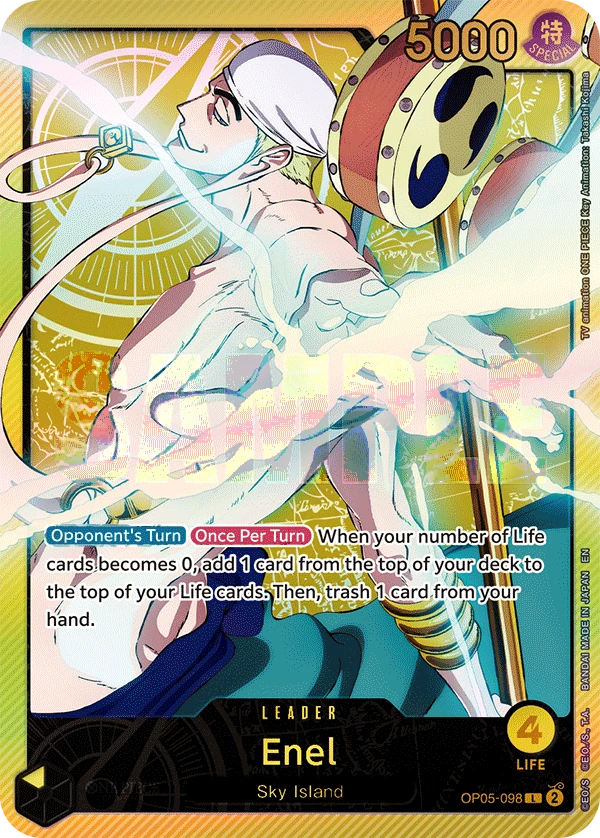 5000
特
SPECIAL
TV animation ONE PIECE Key Animation: Takashi Kojima
SAMPLE
Opponent's Turn Once Per Turn When your number of Life
cards becomes 0, add 1 card from the top of your deck to
the top of your Life cards. Then, trash 1 card from your
hand.
LEADER
Enel
4
LIFE
Sky Island
ONE PIECE
OP05-098 L 2
©E.O/S ©E.O./S., T.A. BANDAI MADE IN JAPAN EN